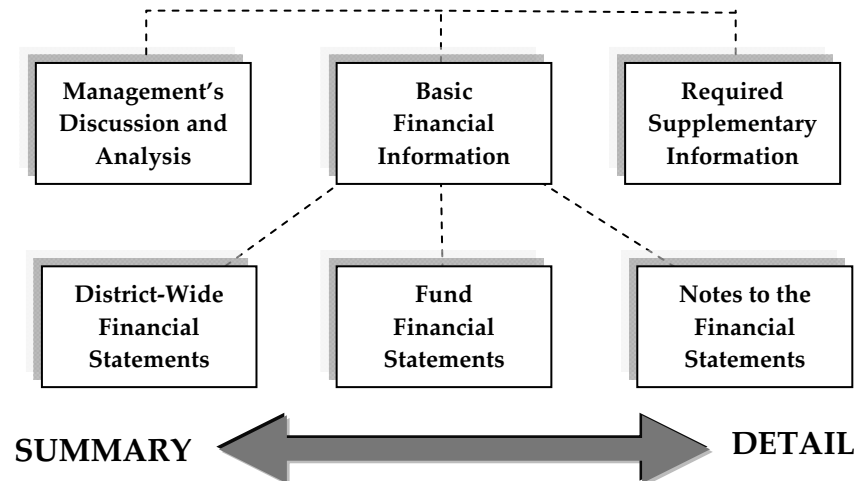 Management’s
Discussion and
Analysis
Basic
Financial
Information
Required
Supplementary
Information
District-Wide
Financial
Statements
Fund
Financial
Statements
Notes to the
Financial
Statements
SUMMARY
DETAIL